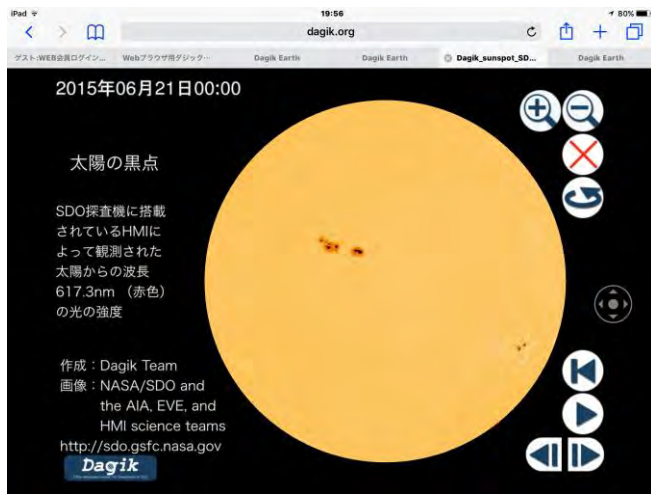 iPad
19:56
80%
dagik.org
ゲスト:WEB会員ログイン...
Webブラウザ用ダジック…
Dagik Earth
Dagik Earth
Dagik_sunspot_SD...
Dagik Earth
2015年06月21日00:00
太陽の黒点
SDO探査機に搭載
されているHMIに
よって観測された
太陽からの波長
617.3nm （赤色）
の光の強度
作成：Dagik Team
画像：NASA/SDO and
the AIA, EVE, and
HMI science teams
http://sdo.gsfc.nasa.gov
Dagik